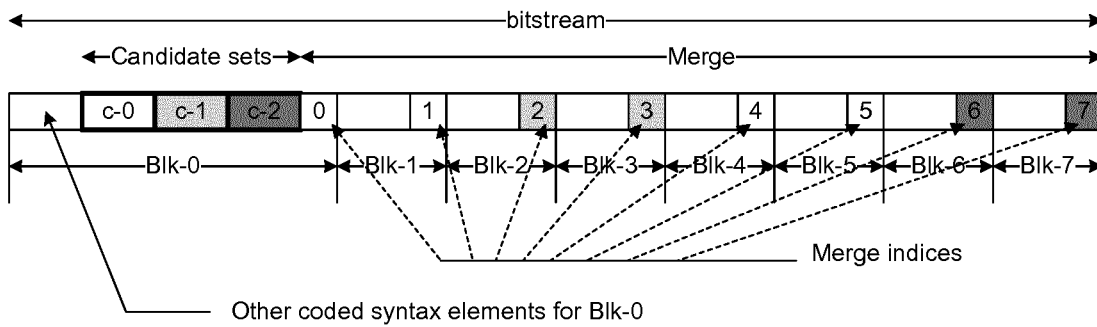 bitstream
Candidate sets Merge
c-0 c-1 c-2 0 1 2 3 4 5 6 7
Blk-0 Blk-1 Blk-2 Blk-3 Blk-4 Blk-5 Blk-6 Blk-7
Merge indices
Other coded syntax elements for Blk-0